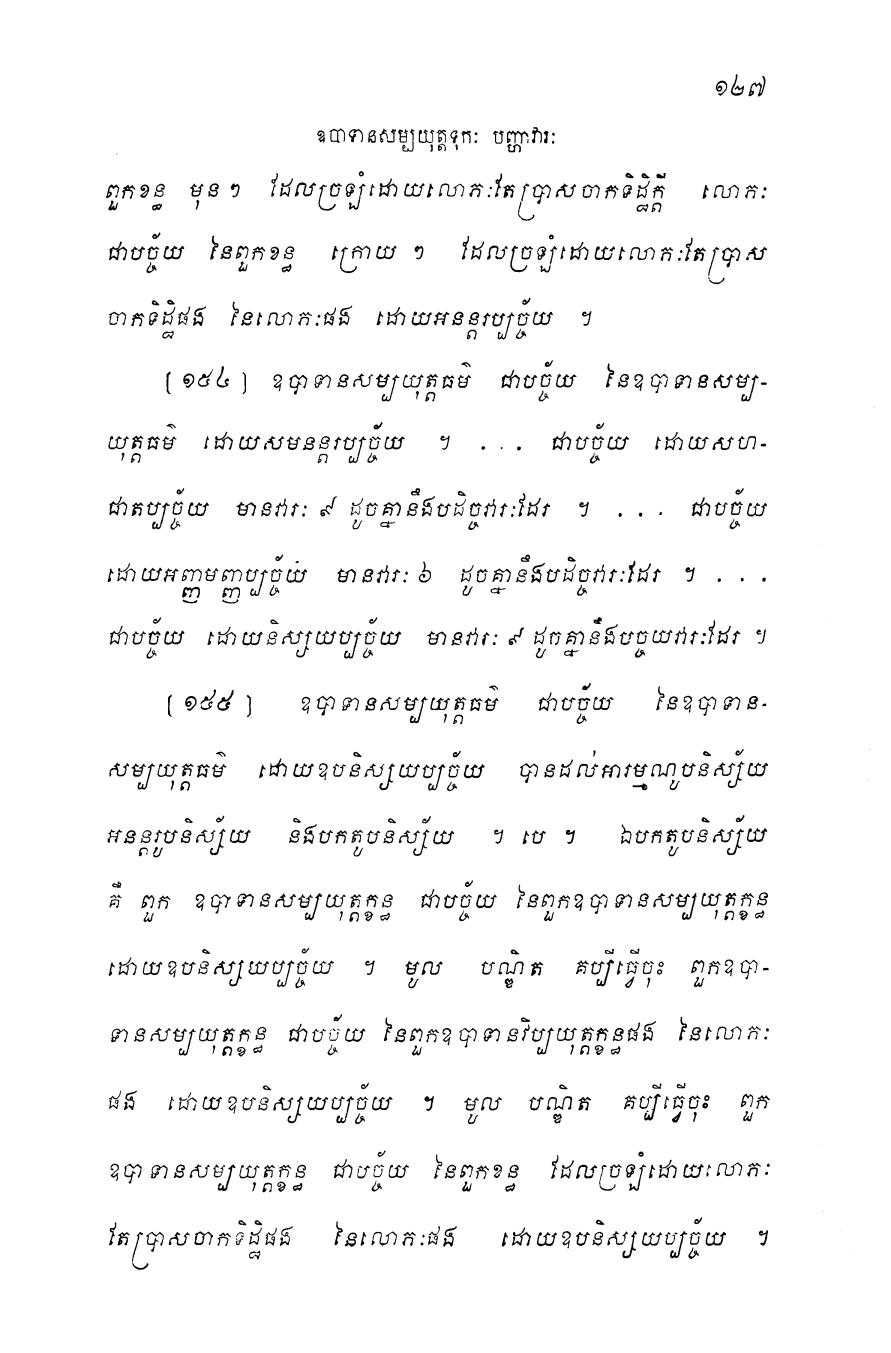 ១២៧
ឧបាទានសម្បយុត្តទុកៈ បញ្ហាវារៈ
ពួកខន្ធ មុនៗ ដែលច្រឡំដោយលោភៈតែប្រាសចាកទិដ្ឋិក្តី លោភៈ
ជាបច្ច័យ នៃពួកខន្ធ ក្រោយ ៗ ដែលច្រឡំដោយលោភៈតែប្រាស
ចាកទិដ្ឋិផង នៃលោភៈផង ដោយអនន្តរប្បច្ច័យ ។
[១៥៤] ឧបាទានសម្បយុត្តធម៌ ជាបច្ច័យ នៃឧបាទានសម្ប-
យុត្តធម៌ ដោយសមនន្តរប្បច្ច័យ ។ . . . ជាបច្ច័យ ដោយសហ-
ជាតប្បច្ច័យ មានវារៈ ៩ ដូចគ្នានឹងបដិច្ចវារៈដែរ ។ . . . ជាបច្ច័យ
ដោយអញ្ញមញ្ញប្បច្ច័យ មានវារៈ ៦ ដូចគ្នានឹងបដិច្ចវារៈដែរ ។ . . .
ជាបច្ច័យ ដោយនិស្សយប្បច្ច័យ មានវារៈ ៩ ដូចគ្នានឹងបច្ចយវារៈដែរ ។
[១៥៥] ឧបាទានសម្បយុត្តធម៌ ជាបច្ច័យ នៃឧបាទាន-
សម្បយុត្តធម៌ ដោយឧបនិស្សយប្បច្ច័យ បានដល់អារម្មណូបនិស្ស័យ
អនន្តរូបនិស្ស័យ និងបកតូបនិស្ស័យ ។ បេ ។ ឯបកតូបនិស្ស័យ
គឺ ពួក ឧបាទានសម្បយុត្តក្ខន្ធ ជាបច្ច័យ នៃពួកឧបាទានសម្បយុត្តក្ខន្ធ
ដោយឧបនិស្សយប្បច្ច័យ ។ មូល បណ្ឌិត គប្បីធ្វើចុះ ពួកឧបា-
ទានសម្បយុត្តក្ខន្ធ ជាបច្ច័យ នៃពួកឧបាទានវិប្បយុត្តក្ខន្ធផង នៃលោភៈ
ផង ដោយឧបនិស្សយប្បច្ច័យ ។ មូល បណ្ឌិត គប្បីធ្វើចុះ ពួក
ឧបាទានសម្បយុត្តក្ខន្ធ ជាបច្ច័យ នៃពួកខន្ធ ដែលច្រឡំដោយលោភៈ
តែប្រាសចាកទិដ្ឋិផង នៃលោភៈផង ដោយឧបនិស្សយប្បច្ច័យ ។